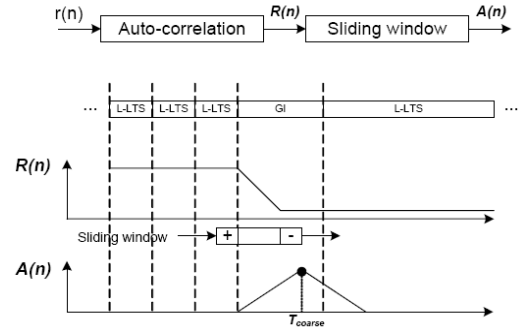 r(n) Auto-correlation R(n) Sliding window A(n)
... L-LTS L-LTS L-LTS GI L-LTS ...
R(n)
Sliding window + -
A(n)
Tcoarse